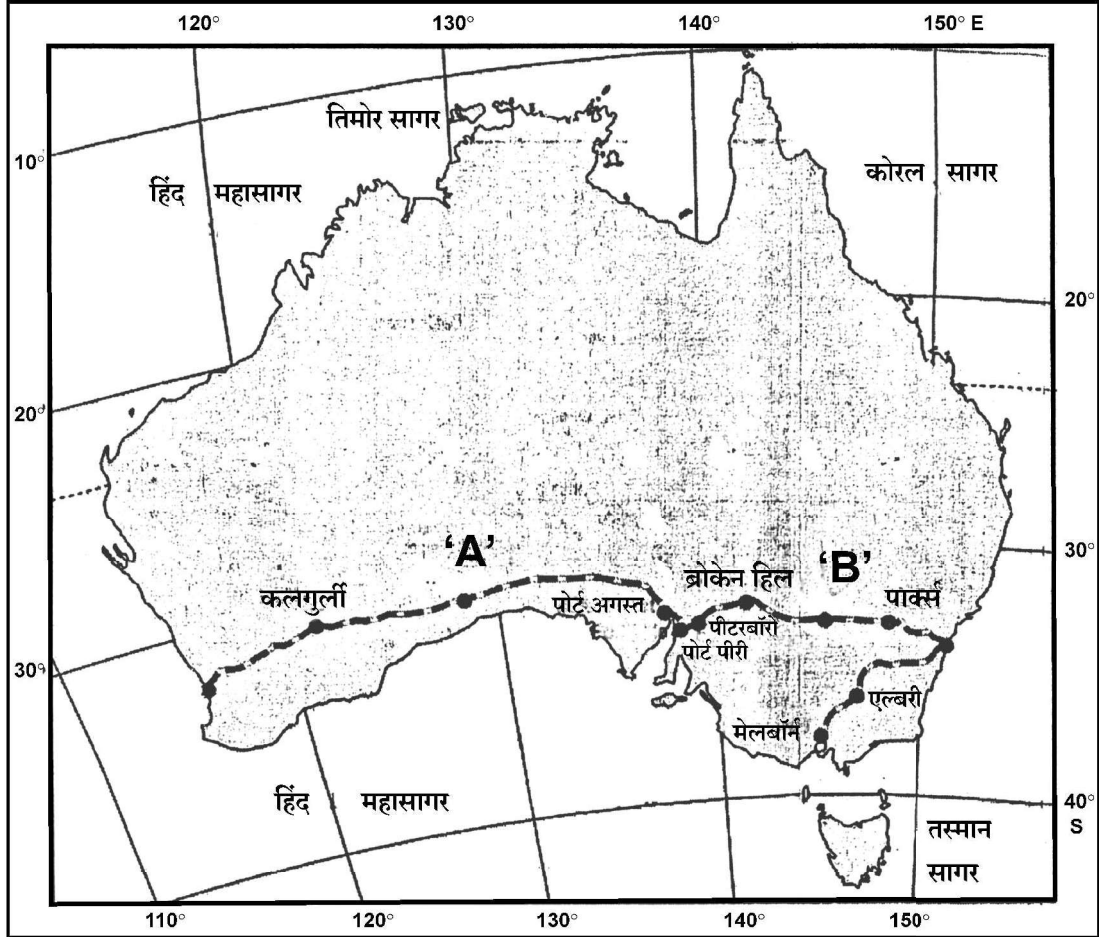 120° 130° 140° 150° E
तिमोर सागर
10°
हिंद महासागर
कोरल सागर
20°
20°
'A'
30°
'B'
ब्रोकेन हिल
कलगुर्ली
पोर्ट अगस्त
पार्क्स
पीटरबॉरो
पोर्ट पीरी
30°
एल्बरी
मेलबॉर्न
हिंद महासागर
40°
S
तस्मान
सागर
110° 120° 130° 140° 150°